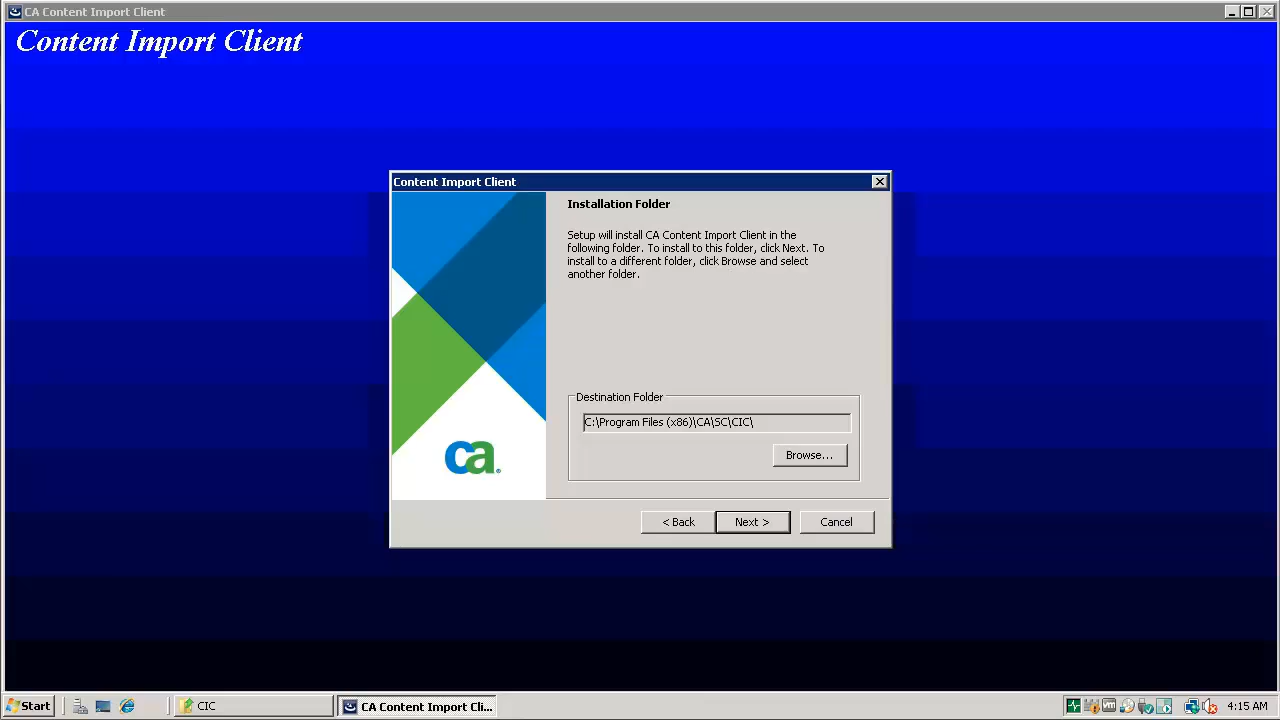 CA Content Import Client
Content Import Client
Content Import Client
Installation Folder
Setup will install CA Content Import Client in the
following folder. To install to this folder, click Next. To
install to a different folder, click Browse and select
another folder.
Destination Folder
C:\Program Files (x86)\CA\SC\CIC\
Browse...
ca
< Back
Next >
Cancel
Start
CIC
CA Content Import Cli...
4:15 AM